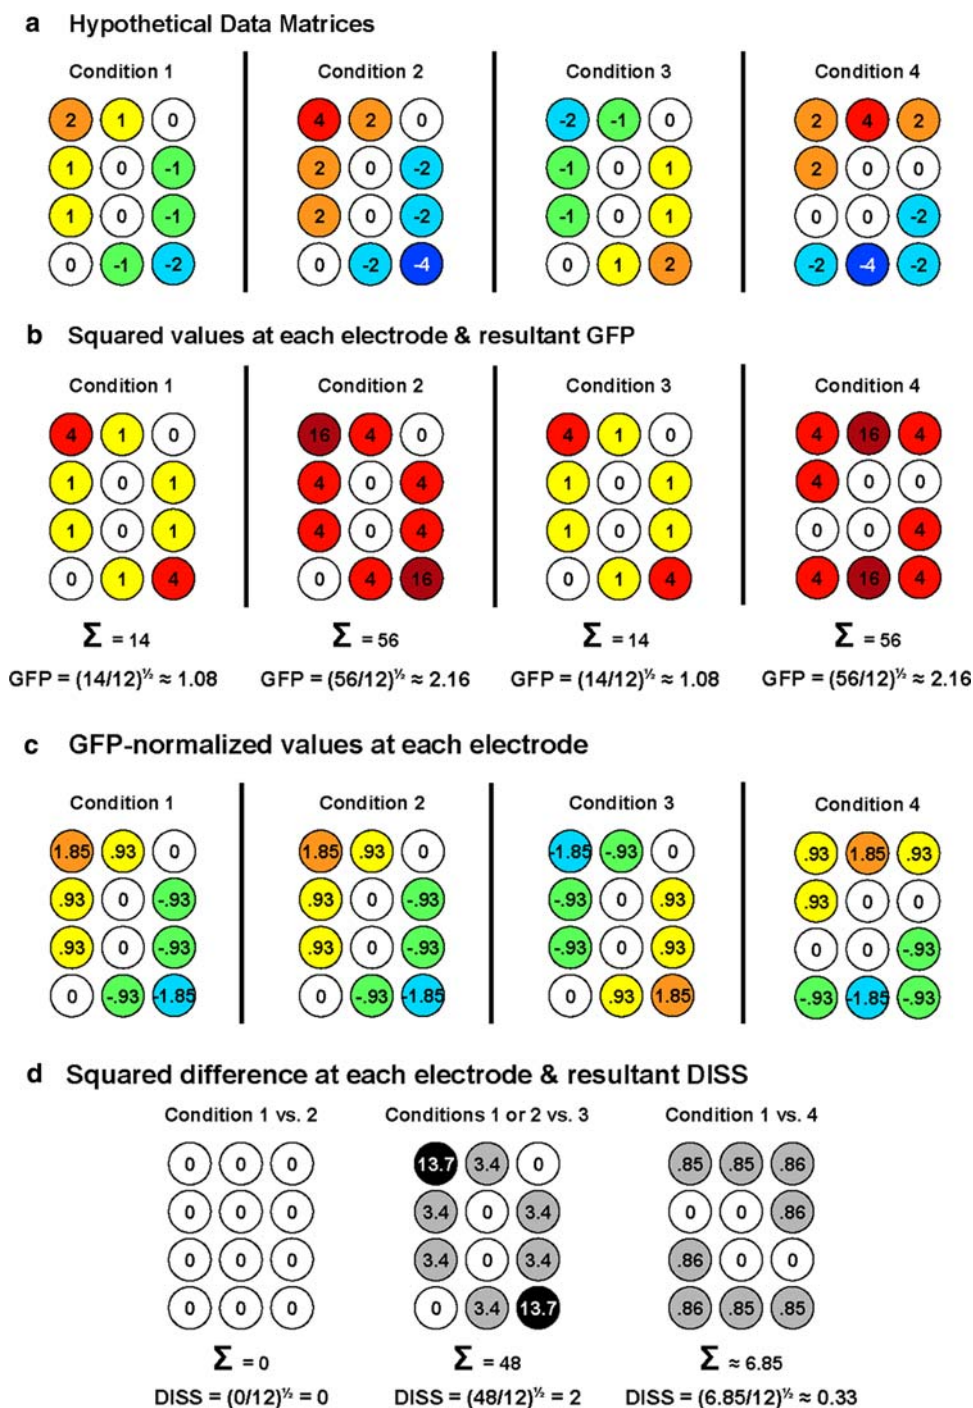 a Hypothetical Data Matrices
Condition 1 Condition 2 Condition 3 Condition 4
2 1 0 4 2 0 -2 -1 0 2 4 2
1 0 -1 2 0 -2 -1 0 1 2 0 0
1 0 -1 2 0 -2 -1 0 1 0 0 -2
0 -1 -2 0 -2 -4 0 1 2 -2 -4 -2
b Squared values at each electrode & resultant GFP
Condition 1 Condition 2 Condition 3 Condition 4
4 1 0 16 4 0 4 1 0 4 16 4
1 0 1 4 0 4 1 0 1 4 0 0
1 0 1 4 0 4 1 0 1 0 0 4
0 1 4 0 4 16 0 1 4 4 16 4
Σ = 14 Σ = 56 Σ = 14 Σ = 56
GFP = (14/12)^½ ≈ 1.08 GFP = (56/12)^½ ≈ 2.16 GFP = (14/12)^½ ≈ 1.08 GFP = (56/12)^½ ≈ 2.16
c GFP-normalized values at each electrode
Condition 1 Condition 2 Condition 3 Condition 4
1.85 .93 0 1.85 .93 0 -1.85 -.93 0 .93 1.85 .93
.93 0 -.93 .93 0 -.93 -.93 0 .93 .93 0 0
.93 0 -.93 .93 0 -.93 -.93 0 .93 0 0 -.93
0 -.93 -1.85 0 -.93 -1.85 0 .93 1.85 -.93 -1.85 -.93
d Squared difference at each electrode & resultant DISS
Condition 1 vs. 2 Conditions 1 or 2 vs. 3 Condition 1 vs. 4
0 0 0 13.7 3.4 0 .85 .85 .86
0 0 0 3.4 0 3.4 0 0 .86
0 0 0 3.4 0 3.4 .86 0 0
0 0 0 0 3.4 13.7 .86 .85 .85
Σ = 0 Σ = 48 Σ ≈ 6.85
DISS = (0/12)^½ = 0 DISS = (48/12)^½ = 2 DISS = (6.85/12)^½ ≈ 0.33